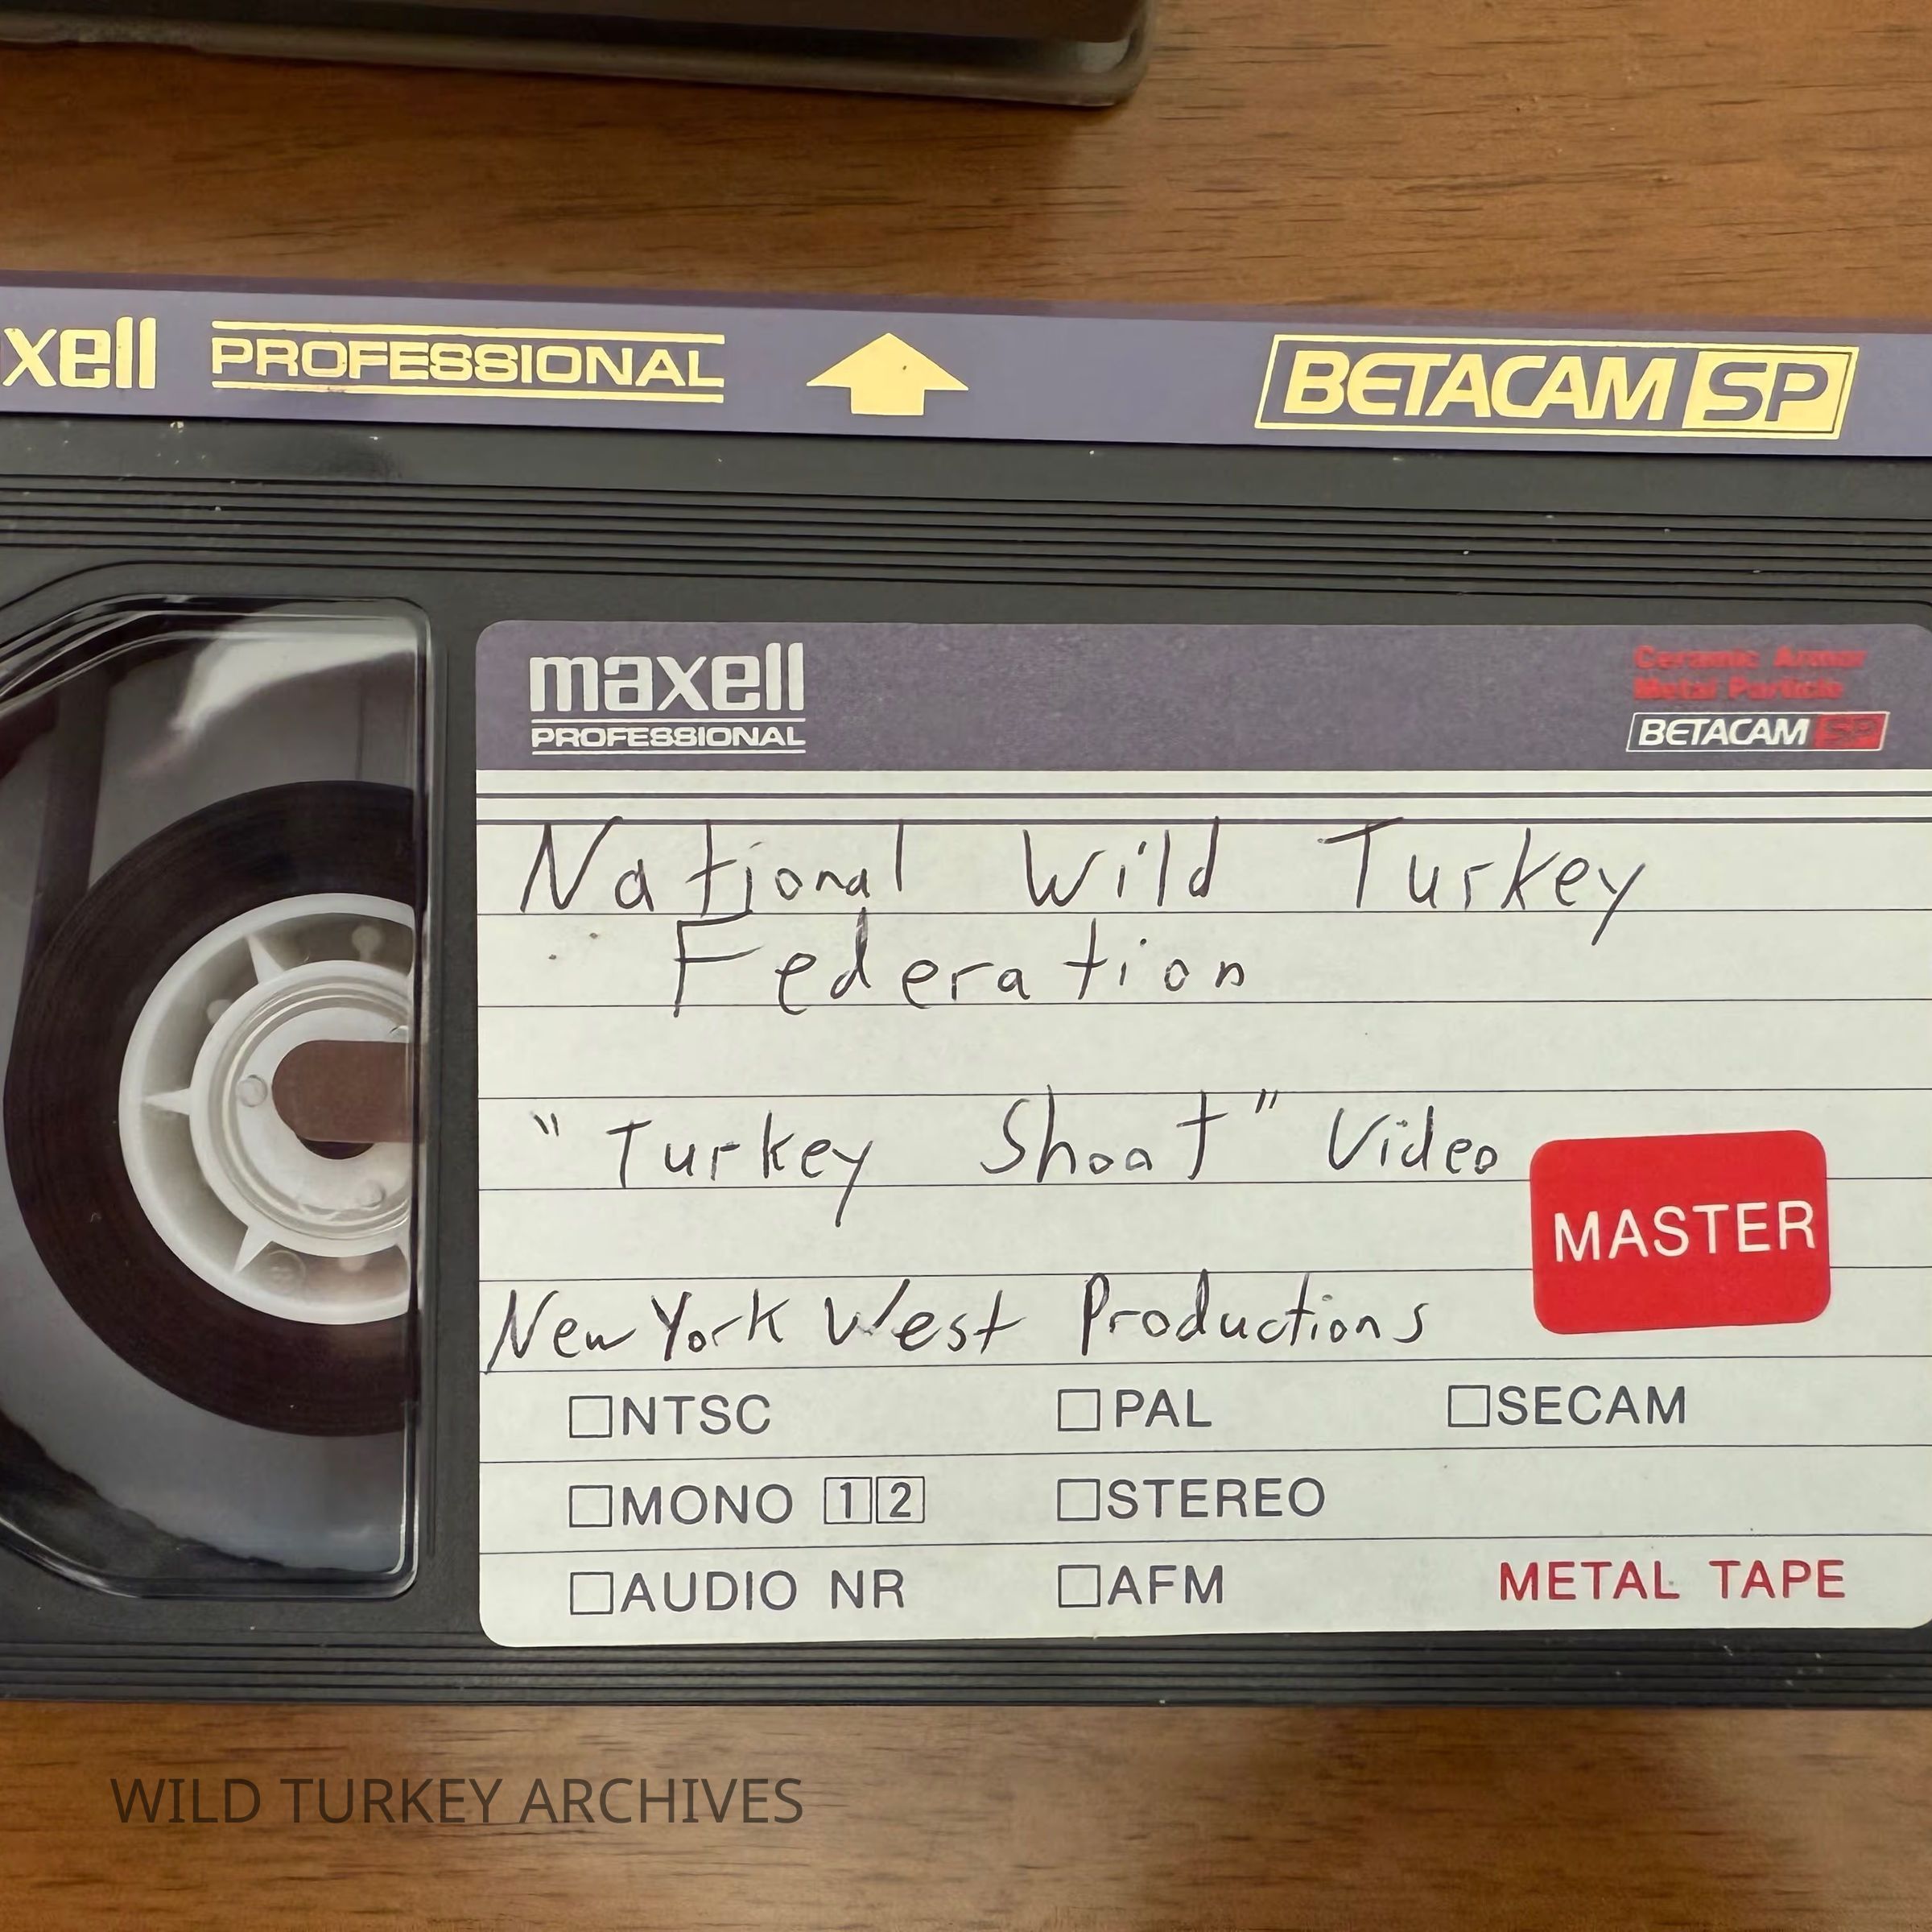 xell PROFESSIONAL BETACAM SP
maxell
PROFESSIONAL
Ceramic Armor
Metal Particle
BETACAM SP
National Wild Turkey
Federation
"Turkey Shoot" Video
MASTER
New York West Productions
NTSC PAL SECAM
MONO 1 2 STEREO
AUDIO NR AFM METAL TAPE
WILD TURKEY ARCHIVES